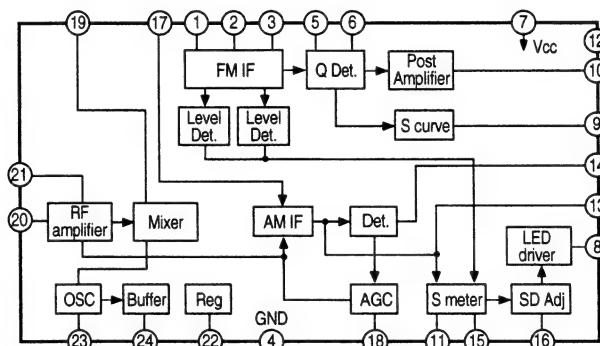 19
17
1
2
3
5
6
7
12
Vcc
FM IF
Q Det.
Post
Amplifier
10
Level
Det.
Level
Det.
S curve
9
14
21
20
RF
amplifier
Mixer
AM IF
Det.
13
LED
driver
8
OSC
Buffer
Reg
GND
AGC
S meter
SD Adj
23
24
22
4
18
11
15
16